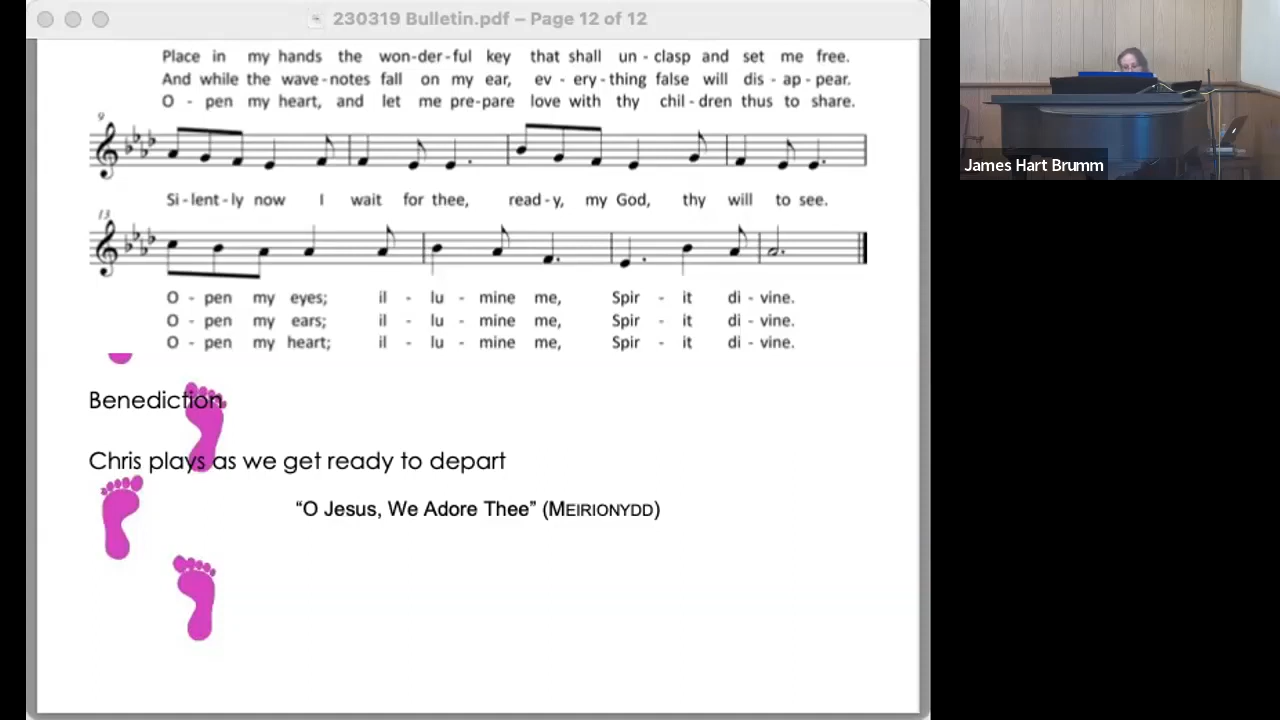 230319 Bulletin.pdf – Page 12 of 12
Place in my hands the won-der-ful key that shall un-clasp and set me free.
And while the wave-notes fall on my ear, ev-ery-thing false will dis-ap-pear.
O - pen my heart, and let me pre-pare love with thy chil-dren thus to share.
9
Si-lent-ly now I wait for thee, read-y, my God, thy will to see.
13
O - pen my eyes; il - lu - mine me, Spir - it di - vine.
O - pen my ears; il - lu - mine me, Spir - it di - vine.
O - pen my heart; il - lu - mine me, Spir - it di - vine.
Benediction
Chris plays as we get ready to depart
“O Jesus, We Adore Thee” (MEIRIONYDD)
James Hart Brumm